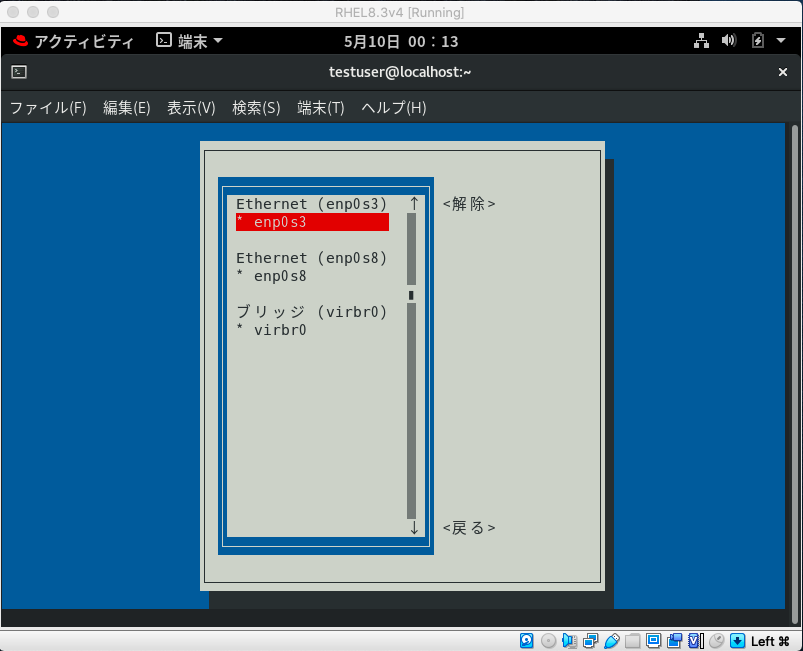 RHEL8.3v4 [Running]
アクティビティ 端末 5月10日 00：13
testuser@localhost:~
ファイル(F) 編集(E) 表示(V) 検索(S) 端末(T) ヘルプ(H)
Ethernet (enp0s3) ↑ <解除>
* enp0s3
Ethernet (enp0s8)
* enp0s8
ブリッジ (virbr0)
* virbr0
↓ <戻る>
Left ⌘